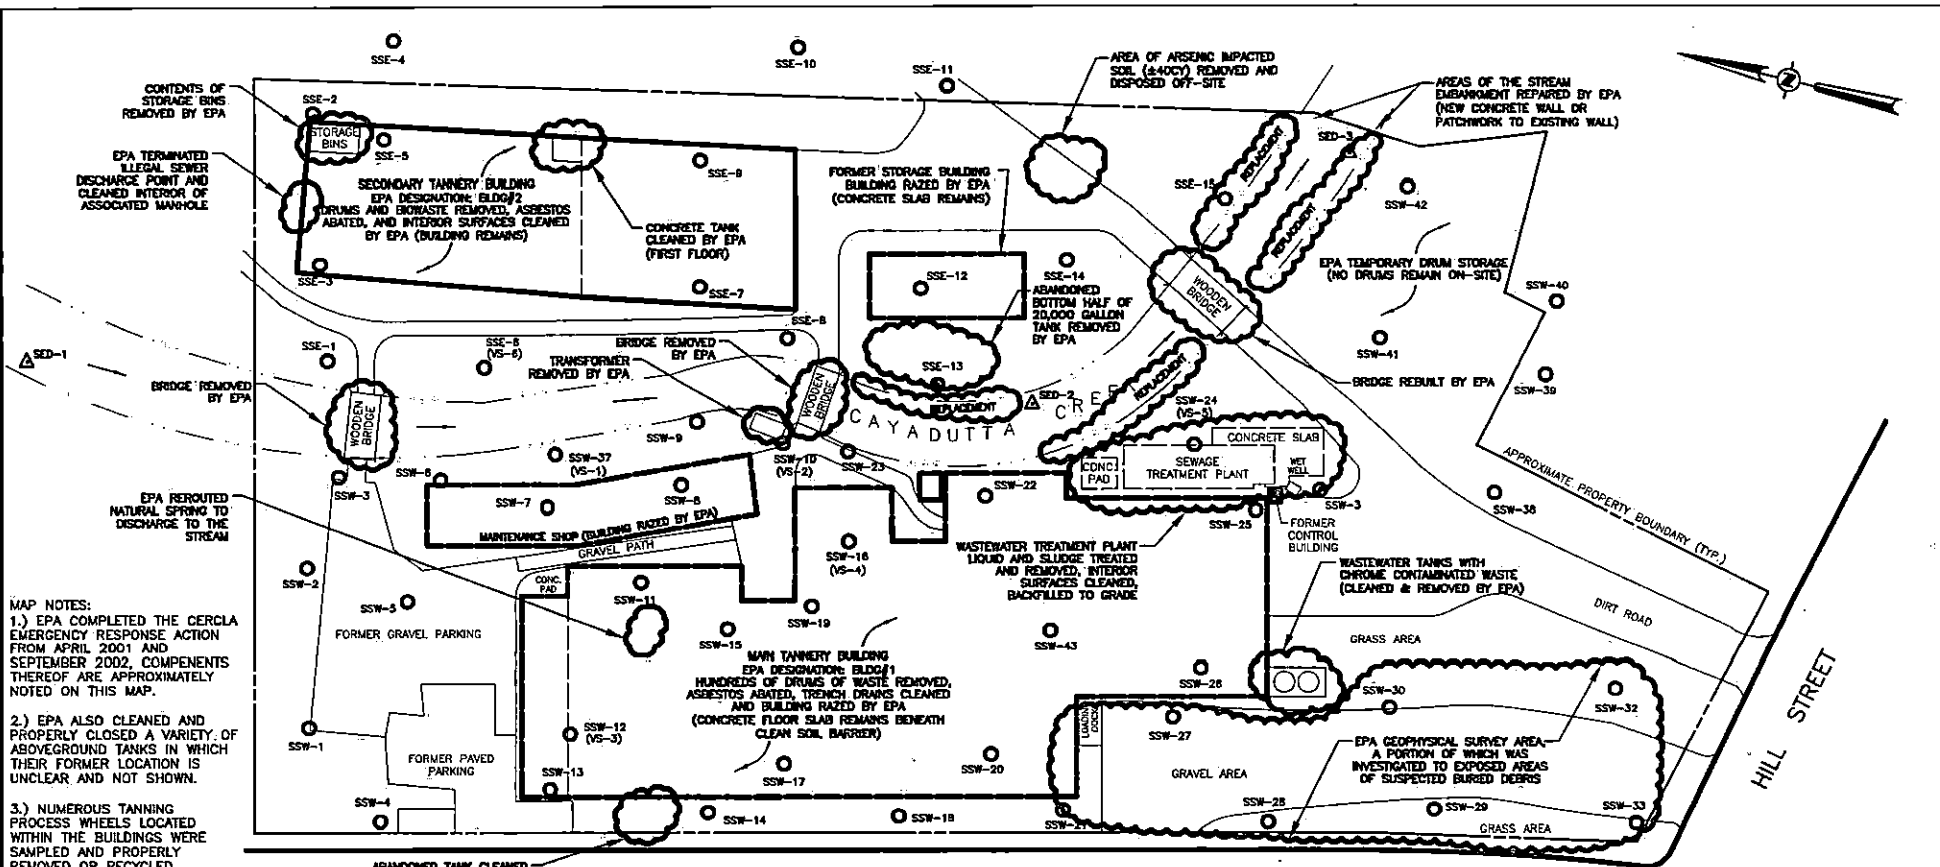 SSE-4
SSE-10
SSE-11
AREA OF ARSENIC IMPACTED
SOIL (±40CY) REMOVED AND
DISPOSED OFF-SITE
AREAS OF THE STREAM
EMBANKMENT REPAIRED BY EPA
(NEW CONCRETE WALL OR
PATCHWORK TO EXISTING WALL)
CONTENTS OF
STORAGE BINS
REMOVED BY EPA
SSE-2
STORAGE
BINS
SSE-5
SED-3
REPLACEMENT
REPLACEMENT
EPA TERMINATED
ILLEGAL SEWER
DISCHARGE POINT AND
CLEANED INTERIOR OF
ASSOCIATED MANHOLE
SECONDARY TANNERY BUILDING
EPA DESIGNATION: BLDG#2
DRUMS AND BIOWASTE REMOVED, ASBESTOS
ABATED, AND INTERIOR SURFACES CLEANED
BY EPA (BUILDING REMAINS)
SSE-9
CONCRETE TANK
CLEANED BY EPA
(FIRST FLOOR)
FORMER STORAGE BUILDING
BUILDING RAZED BY EPA
(CONCRETE SLAB REMAINS)
SSE-15
SSW-42
EPA TEMPORARY DRUM STORAGE
(NO DRUMS REMAIN ON-SITE)
SSE-3
SSE-7
SSE-12
SSE-14
ABANDONED
BOTTOM HALF OF
20,000 GALLON
TANK REMOVED
BY EPA
WOODEN
BRIDGE
SSW-40
SSW-41
SSW-39
BRIDGE REBUILT BY EPA
SED-1
SSE-1
SSE-6
(VS-6)
SSE-8
BRIDGE REMOVED
BY EPA
TRANSFORMER
REMOVED BY EPA
SSE-13
REPLACEMENT
SED-2
REPLACEMENT
BRIDGE REMOVED
BY EPA
WOODEN
BRIDGE
WOODEN
BRIDGE
CAYADUTTA
SSW-24
(VS-5)
SSW-9
SSW-10
(VS-2)
SSW-23
CONCRETE SLAB
SEWAGE
TREATMENT PLANT
CONC.
PAD
WET
WELL
SSW-37
(VS-1)
SSW-6
SSW-3
SSW-7
SSW-8
MAINTENANCE SHOP (BUILDING RAZED BY EPA)
GRAVEL PATH
SSW-22
SSW-25
SSW-3
FORMER
CONTROL
BUILDING
SSW-38
APPROXIMATE PROPERTY BOUNDARY (TYP.)
EPA REROUTED
NATURAL SPRING TO
DISCHARGE TO THE
STREAM
SSW-16
(VS-4)
WASTEWATER TREATMENT PLANT
LIQUID AND SLUDGE TREATED
AND REMOVED, INTERIOR
SURFACES CLEANED,
BACKFILLED TO GRADE
WASTEWATER TANKS WITH
CHROME CONTAMINATED WASTE
(CLEANED & REMOVED BY EPA)
SSW-2
SSW-5
CONC.
PAD
SSW-11
SSW-19
SSW-15
SSW-43
DIRT ROAD
GRASS AREA
FORMER GRAVEL PARKING
MAP NOTES:
1.) EPA COMPLETED THE CERCLA
EMERGENCY RESPONSE ACTION
FROM APRIL 2001 AND
SEPTEMBER 2002, COMPENENTS
THEREOF ARE APPROXIMATELY
NOTED ON THIS MAP.
2.) EPA ALSO CLEANED AND
PROPERLY CLOSED A VARIETY OF
ABOVEGROUND TANKS IN WHICH
THEIR FORMER LOCATION IS
UNCLEAR AND NOT SHOWN.
3.) NUMEROUS TANNING
PROCESS WHEELS LOCATED
WITHIN THE BUILDINGS WERE
SAMPLED AND PROPERLY
REMOVED OR RECYCLED
MAIN TANNERY BUILDING
EPA DESIGNATION: BLDG#1
HUNDREDS OF DRUMS OF WASTE REMOVED,
ASBESTOS ABATED, TRENCH DRAINS CLEANED
AND BUILDING RAZED BY EPA
(CONCRETE FLOOR SLAB REMAINS BENEATH
CLEAN SOIL BARRIER)
SSW-26
SSW-30
SSW-32
HILL STREET
SSW-1
SSW-12
(VS-3)
LOADING
DOCK
SSW-27
FORMER PAVED
PARKING
SSW-13
SSW-17
SSW-20
GRAVEL AREA
EPA GEOPHYSICAL SURVEY AREA,
A PORTION OF WHICH WAS
INVESTIGATED TO EXPOSED AREAS
OF SUSPECTED BURIED DEBRIS
SSW-4
SSW-14
SSW-18
SSW-21
SSW-28
SSW-29
SSW-33
GRASS AREA
ABANDONED TANK CLEANED